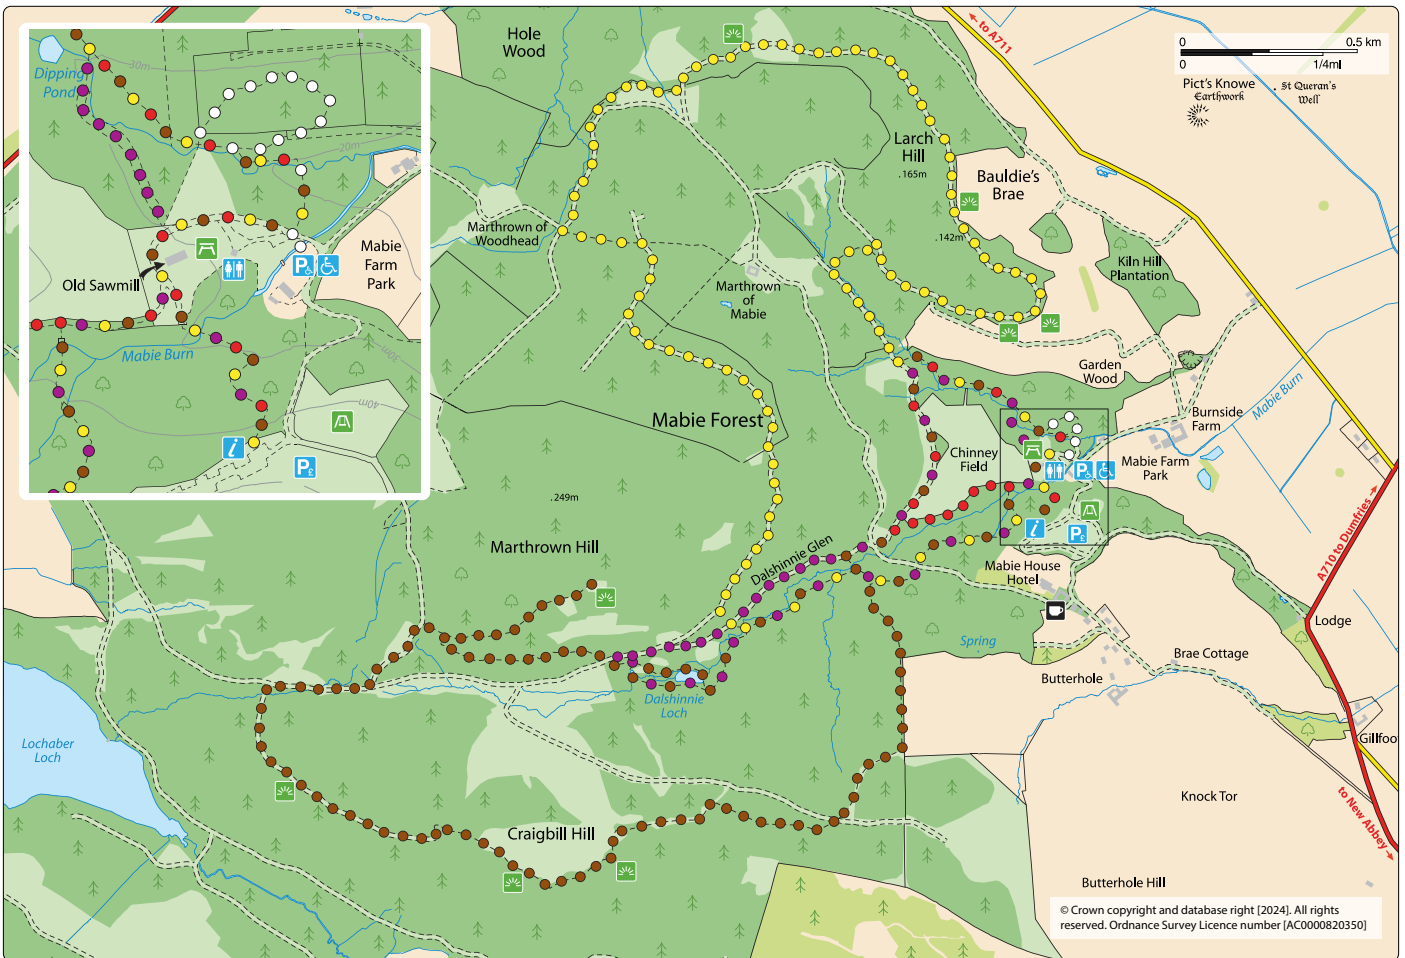 Dipping
Pond
30m
20m
Old Sawmill
Mabie
Farm
Park
Mabie Burn
30m
40m
i
P£
P
Hole
Wood
to A711
0
0.5 km
0
1/4ml
Pict's Knowe
Earthwork
St Queran's
Well
Larch
Hill
.165m
Bauldie's
Brae
.142m
Marthrown of
Woodhead
Kiln Hill
Plantation
Marthrown
of
Mabie
Garden
Wood
Mabie Forest
Burnside
Farm
Mabie Burn
Chinney
Field
Mabie Farm
Park
P
i
P£
.249m
Marthrown Hill
Dalshinnie Glen
A710 to Dumfries
Mabie House
Hotel
Lodge
Spring
Brae Cottage
Butterhole
Dalshinnie
Loch
Gillfoo
Lochaber
Loch
Knock Tor
to New Abbey
Craigbill Hill
Butterhole Hill
© Crown copyright and database right [2024]. All rights
reserved. Ordnance Survey Licence number [AC0000820350]